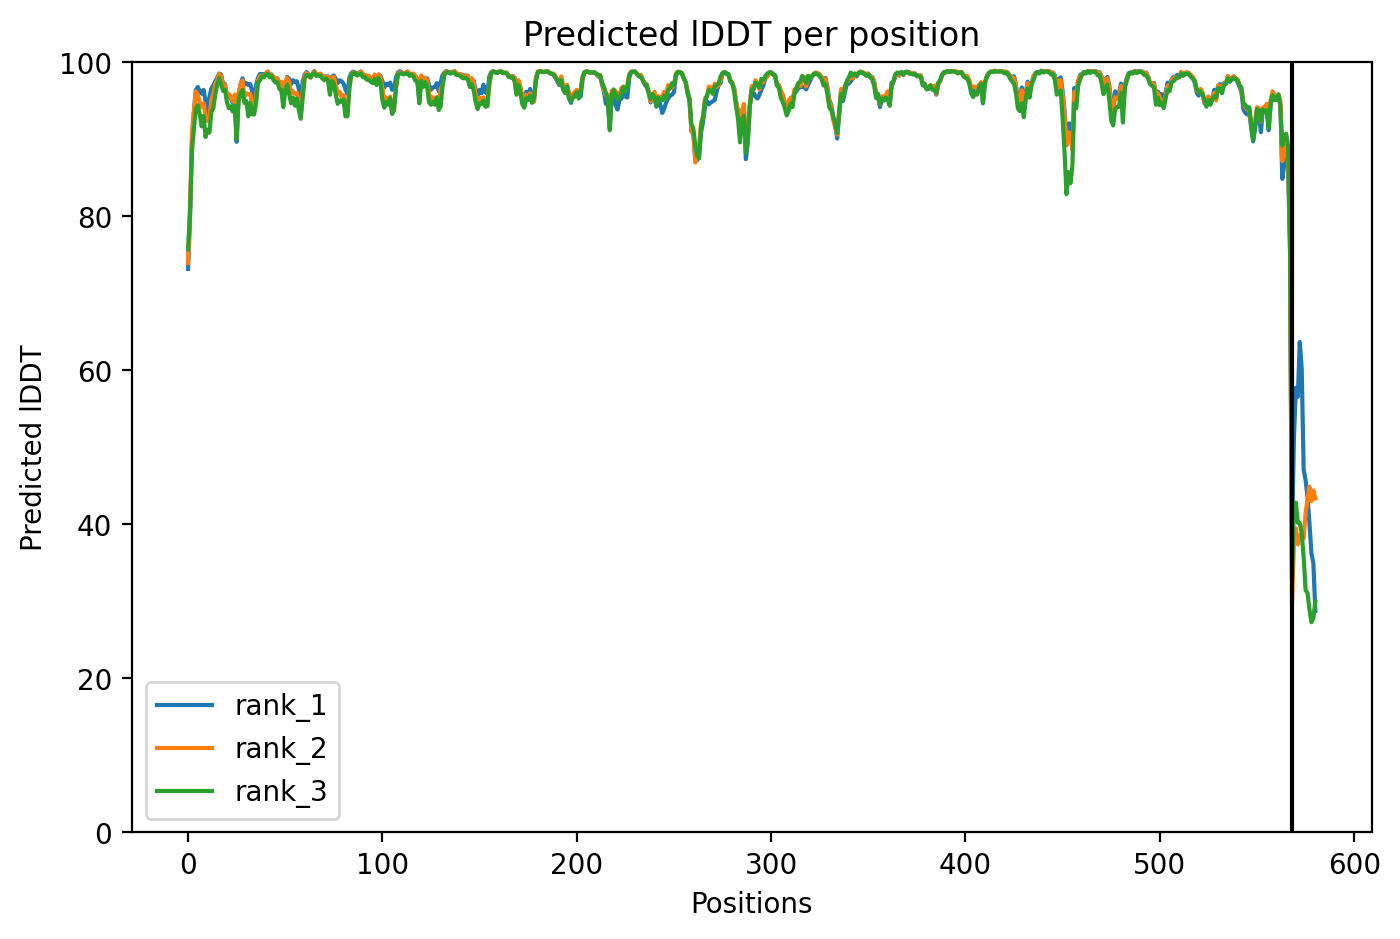 Predicted lDDT per position
100
80
60
40
20
0
Predicted lDDT
rank_1
rank_2
rank_3
0 100 200 300 400 500 600
Positions